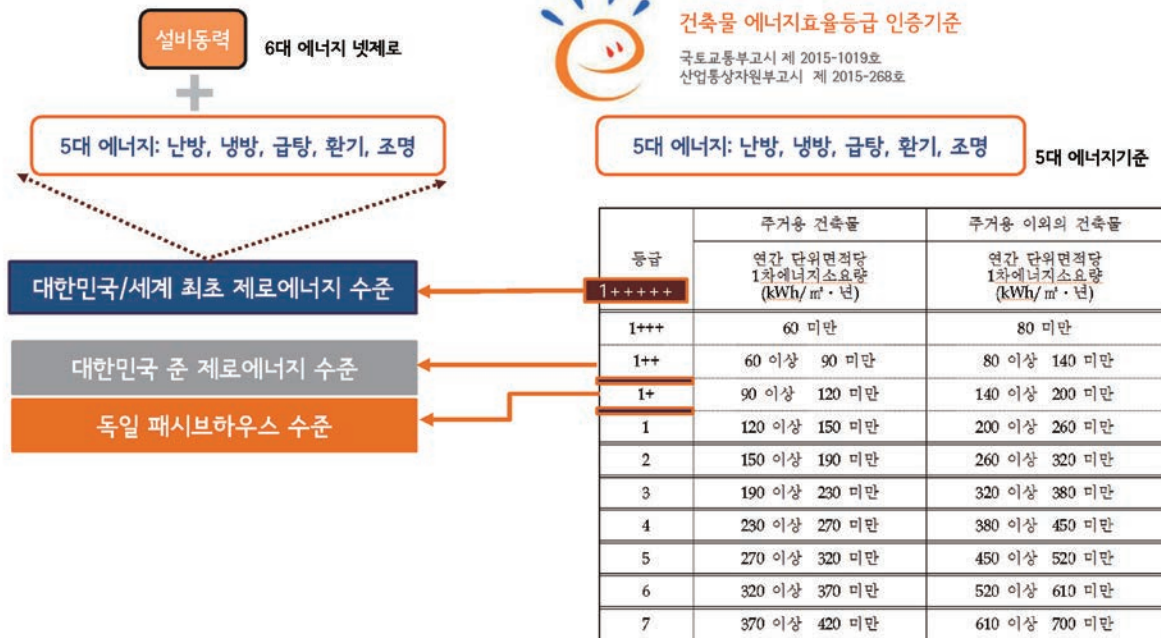 설비동력
6대 에너지 넷제로
5대 에너지: 난방, 냉방, 급탕, 환기, 조명
대한민국/세계 최초 제로에너지 수준
대한민국 준 제로에너지 수준
독일 패시브하우스 수준
건축물 에너지효율등급 인증기준
국토교통부고시 제 2015-1019호
산업통상자원부고시 제 2015-268호
5대 에너지: 난방, 냉방, 급탕, 환기, 조명
5대 에너지기준
등급 주거용 건축물 주거용 이외의 건축물
연간 단위면적당 연간 단위면적당
1차에너지소요량 1차에너지소요량
(kWh/㎡·년) (kWh/㎡·년)
1+++++
1+++ 60 미만 80 미만
1++ 60 이상 90 미만 80 이상 140 미만
1+ 90 이상 120 미만 140 이상 200 미만
1 120 이상 150 미만 200 이상 260 미만
2 150 이상 190 미만 260 이상 320 미만
3 190 이상 230 미만 320 이상 380 미만
4 230 이상 270 미만 380 이상 450 미만
5 270 이상 320 미만 450 이상 520 미만
6 320 이상 370 미만 520 이상 610 미만
7 370 이상 420 미만 610 이상 700 미만